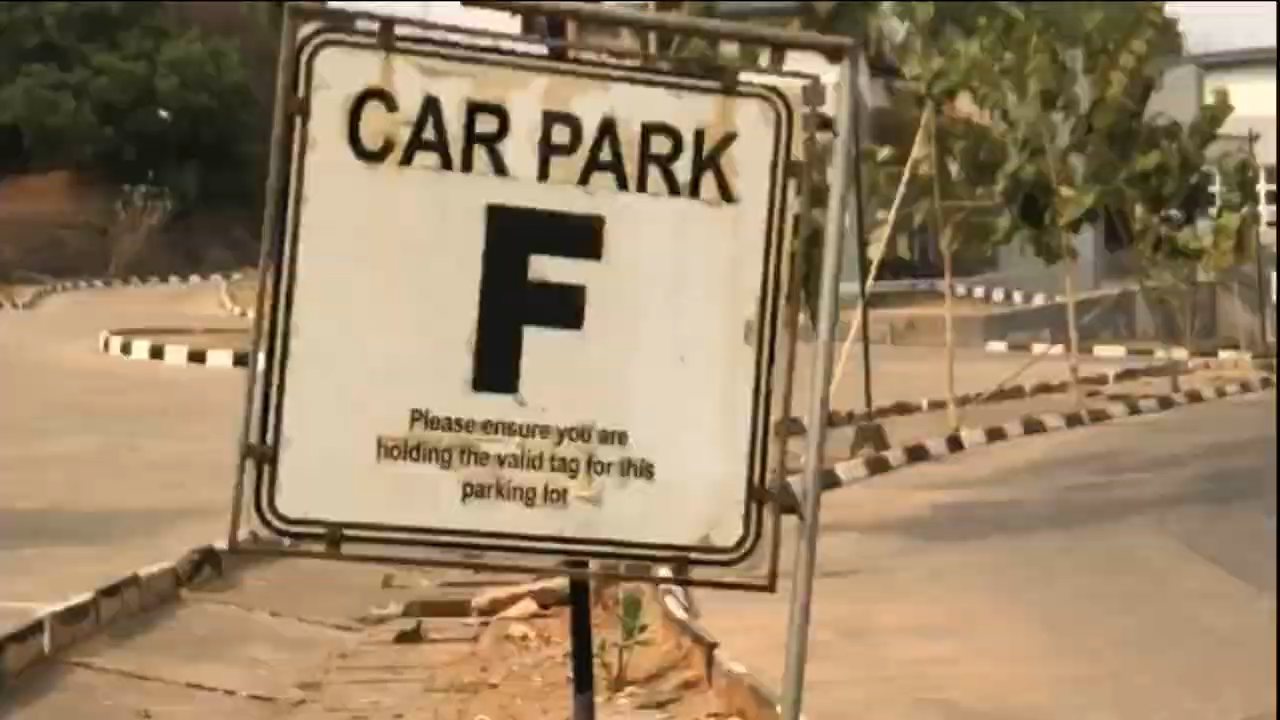 CAR PARK
F
Please ensure you are
holding the valid tag for this
parking lot